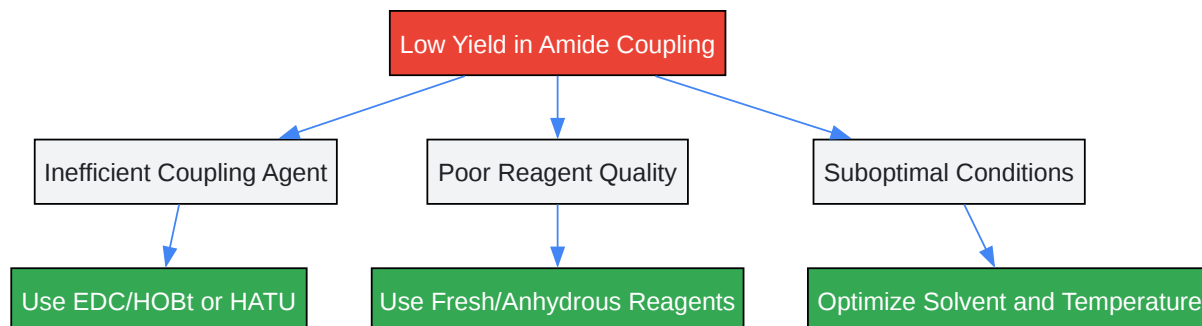 Low Yield in Amide Coupling
Inefficient Coupling Agent
Poor Reagent Quality
Suboptimal Conditions
Use EDC/HOBt or HATU
Use Fresh/Anhydrous Reagents
Optimize Solvent and Temperature